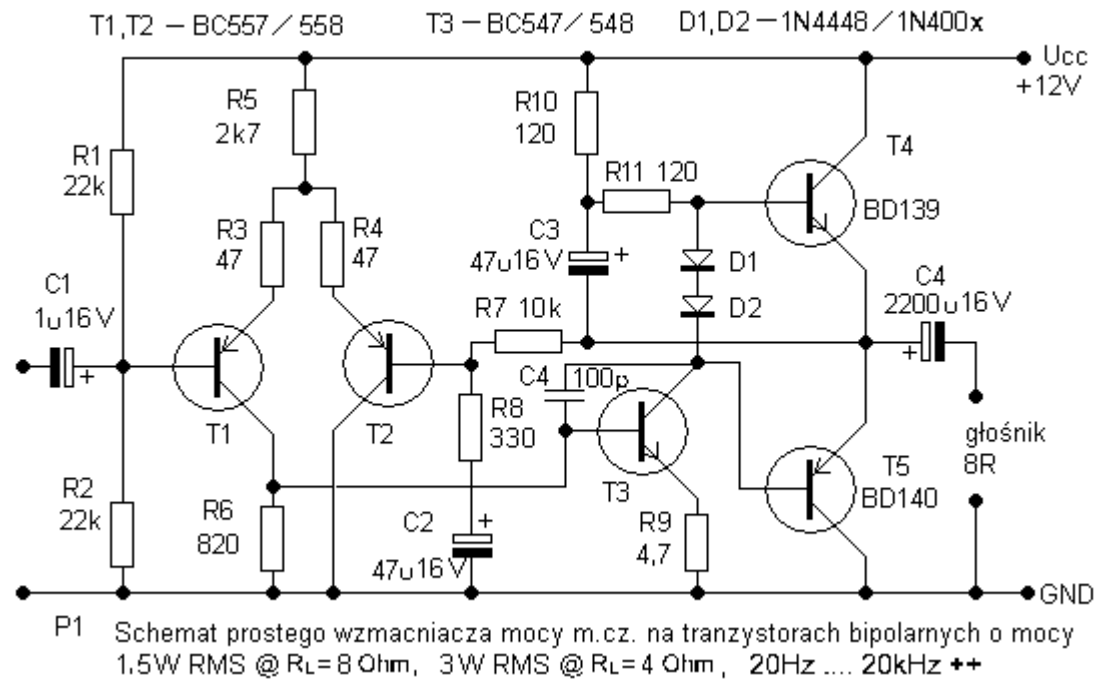 T1,T2 – BC557 / 558 T3 – BC547 / 548 D1,D2 – 1N4448 / 1N400x
Ucc
+12V
R5
2k7
R10
120
T4
R1
22k
R11 120
BD139
R3
47
R4
47
C3
47u16V
+
D1
D2
C4
2200u16V
+
C1
1u16V
+
R7 10k
C4
100p
R8
330
T1
T2
T3
głośnik
8R
T5
BD140
R2
22k
R6
820
C2
47u16V
+
R9
4,7
GND
P1
Schemat prostego wzmacniacza mocy m.cz. na tranzystorach bipolarnych o mocy
1.5W RMS @ RL=8 Ohm, 3W RMS @ RL=4 Ohm, 20Hz .... 20kHz ++